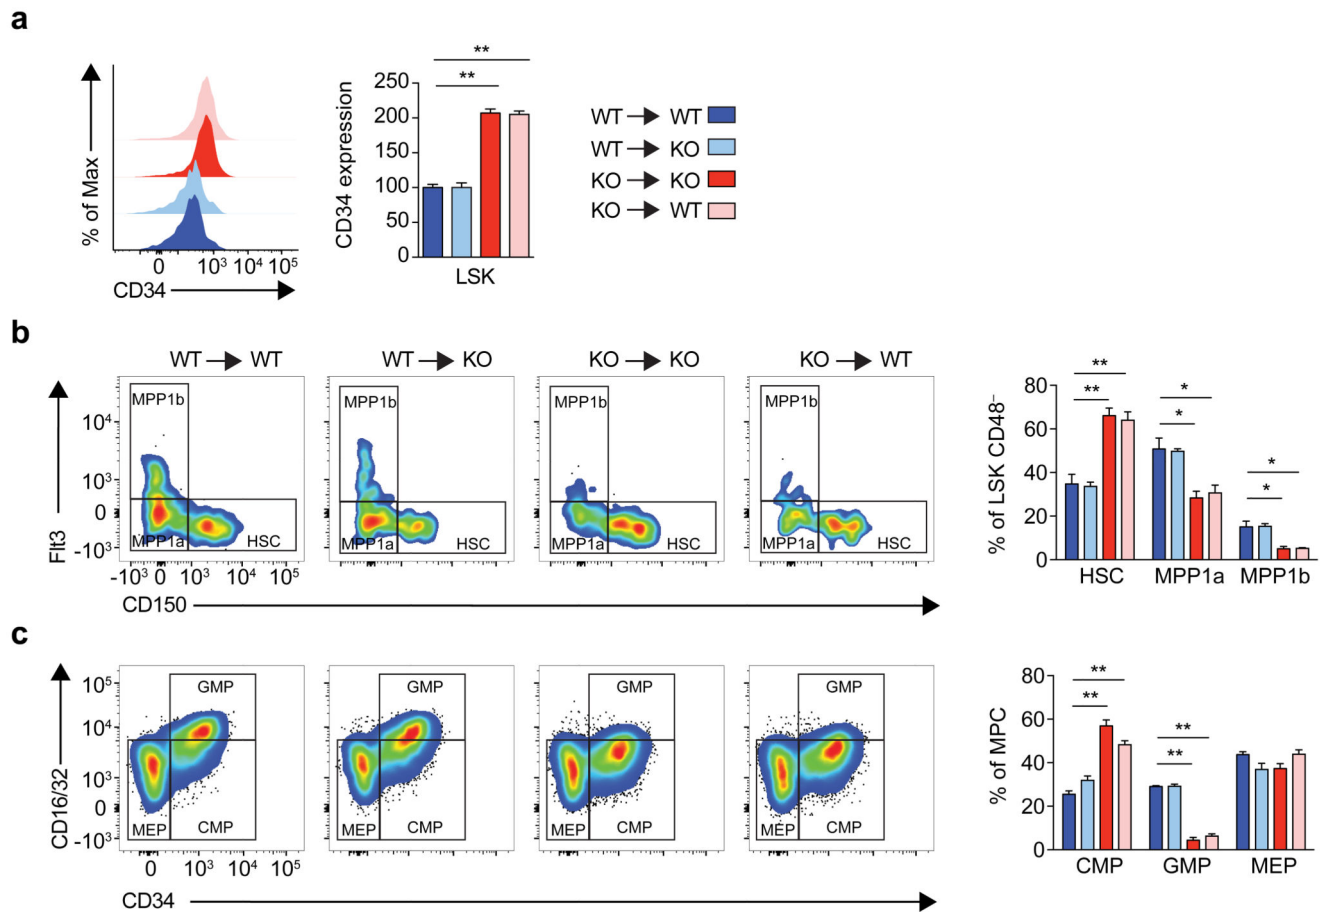 a
% of Max
0 10³ 10⁴ 10⁵
CD34
CD34 expression
250
200
150
100
50
0
**
**
LSK
WT → WT
WT → KO
KO → KO
KO → WT
b
WT → WT
WT → KO
KO → KO
KO → WT
Flt3
10⁴
10³
0
-10³
MPP1b
MPP1a
HSC
MPP1b
MPP1a
HSC
MPP1b
MPP1a
HSC
MPP1b
MPP1a
HSC
-10³ 0 10³ 10⁴ 10⁵
CD150
% of LSK CD48⁻
80
60
40
20
0
**
**
*
*
*
*
HSC MPP1a MPP1b
c
CD16/32
10⁵
10⁴
10³
0
-10³
GMP
MEP CMP
GMP
MEP CMP
GMP
MEP CMP
GMP
MEP CMP
0 10³ 10⁴ 10⁵
CD34
% of MPC
80
60
40
20
0
**
**
**
**
CMP GMP MEP